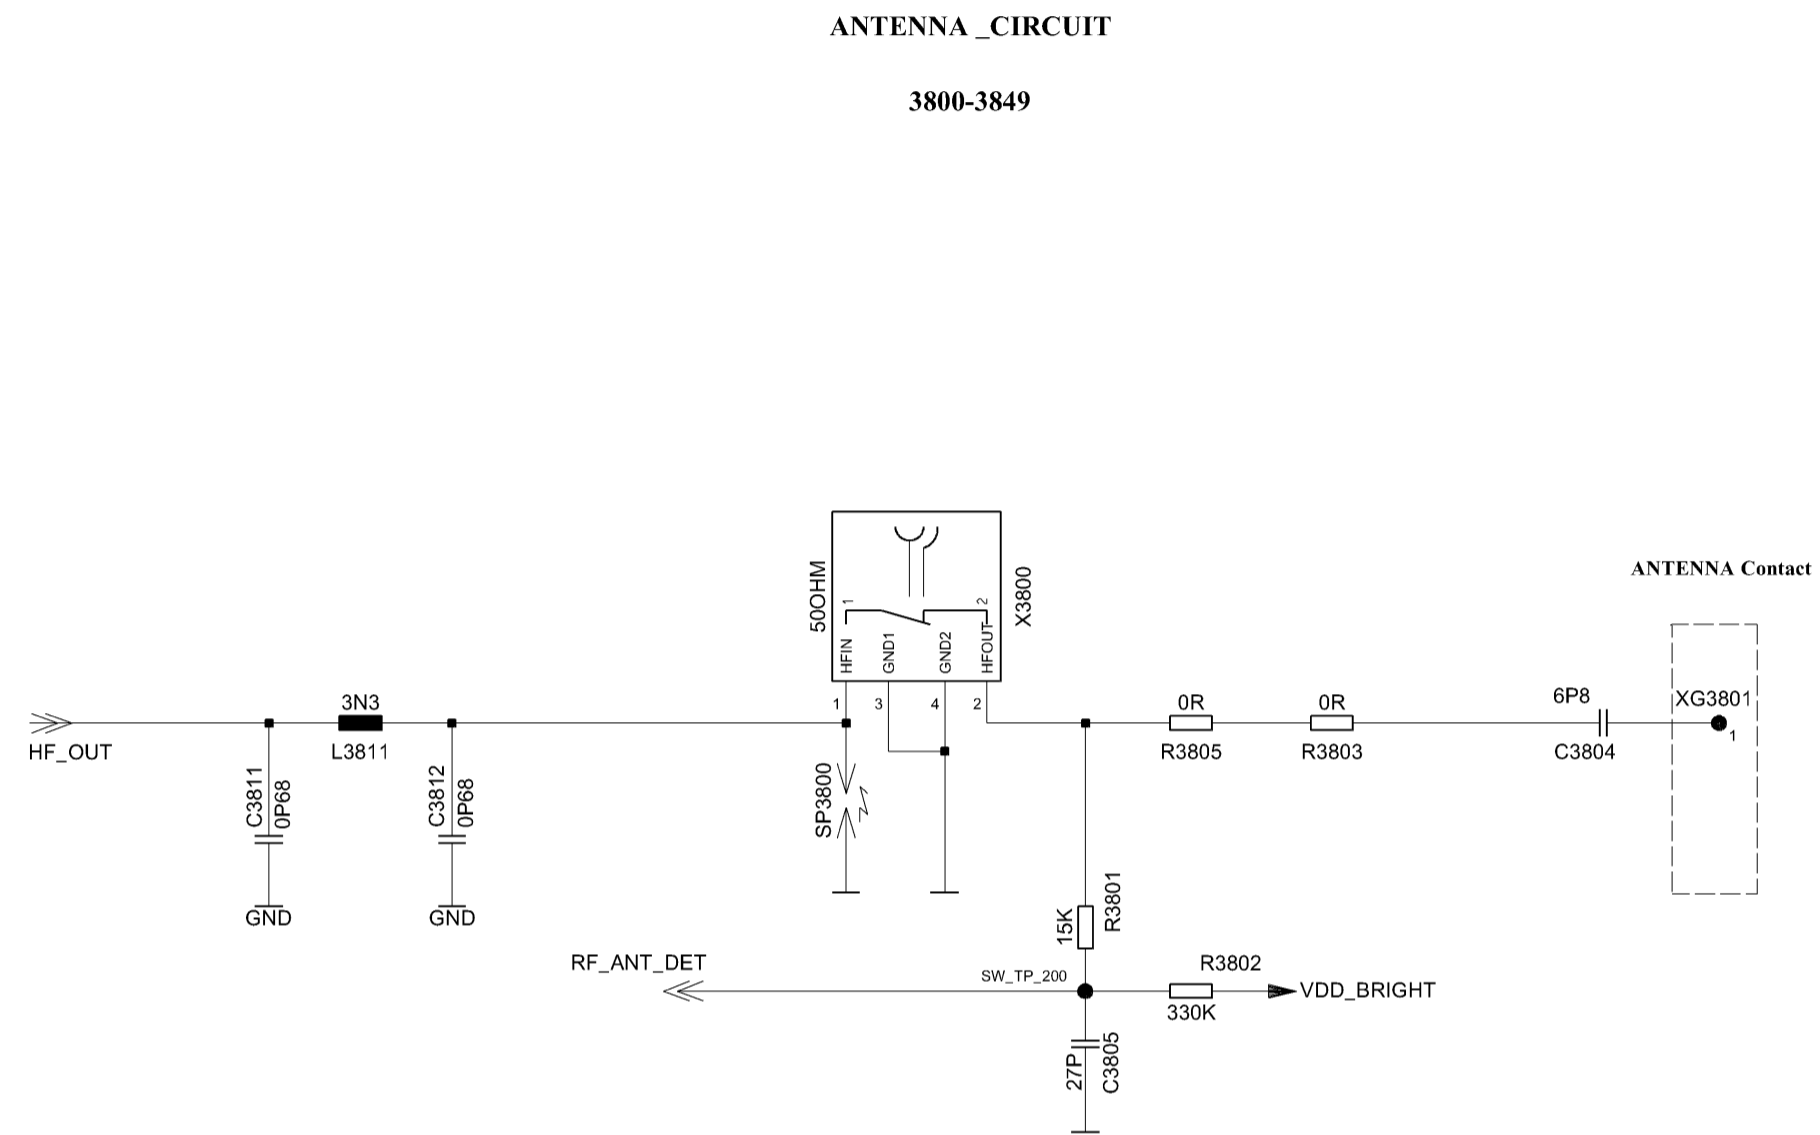 ANTENNA _CIRCUIT
3800-3849
ANTENNA Contact
50OHM
X3800
1
2
HFIN
GND1
GND2
HFOUT
1
3
4
2
3N3
HF_OUT
L3811
C3811
0P68
GND
C3812
0P68
GND
SP3800
0R
R3805
0R
R3803
6P8
C3804
XG3801
1
15K
R3801
RF_ANT_DET
SW_TP_200
R3802
330K
VDD_BRIGHT
27P
C3805